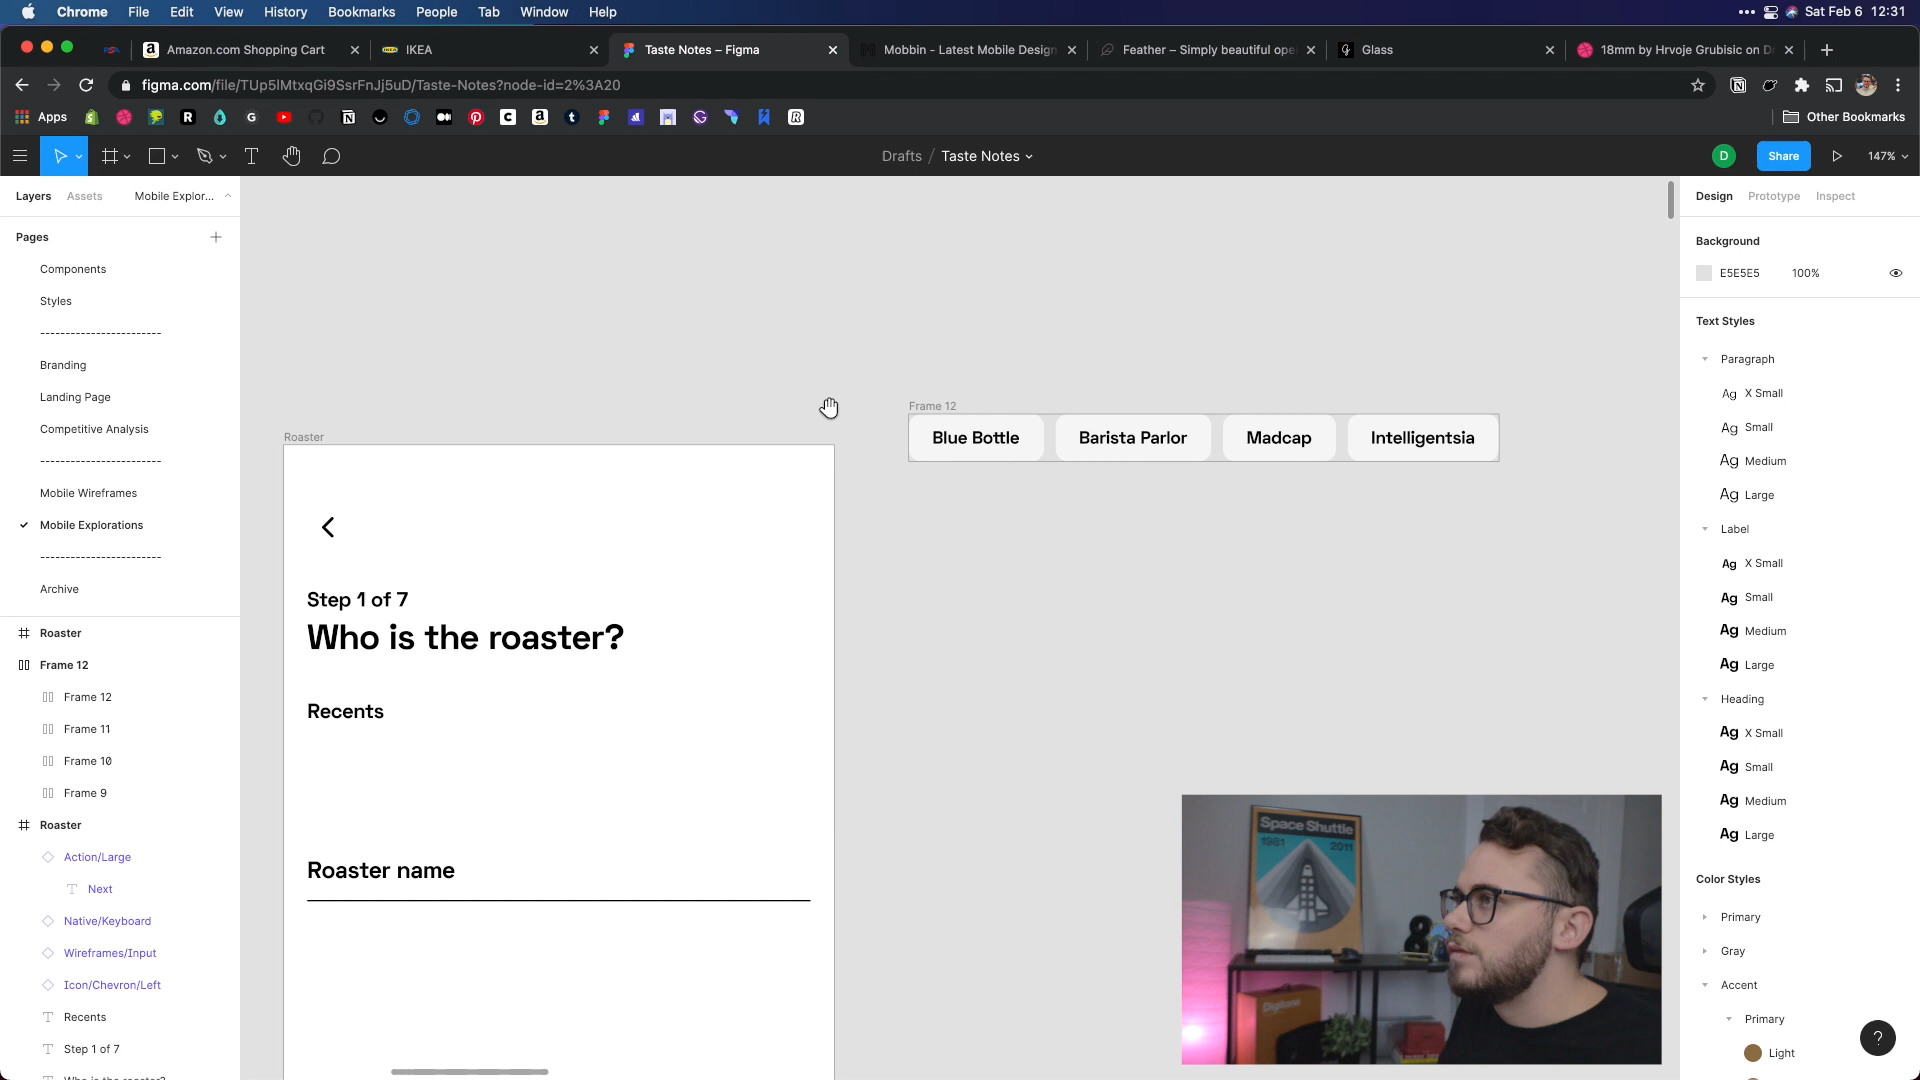 Chrome File Edit View History Bookmarks People Tab Window Help
Sat Feb 6 12:31
Amazon.com Shopping Cart
IKEA
Taste Notes – Figma
Mobbin - Latest Mobile Design
Feather – Simply beautiful ope
Glass
18mm by Hrvoje Grubisic on D
figma.com/file/TUp5lMtxqGi9SsrFnJj5uD/Taste-Notes?node-id=2%3A20
Apps
Other Bookmarks
Drafts / Taste Notes
D
Share
147%
Layers Assets Mobile Explor...
Pages
Components
Styles
------------------------
Branding
Landing Page
Competitive Analysis
------------------------
Mobile Wireframes
Mobile Explorations
------------------------
Archive
Roaster
Frame 12
Frame 12
Frame 11
Frame 10
Frame 9
Roaster
Action/Large
Next
Native/Keyboard
Wireframes/Input
Icon/Chevron/Left
Recents
Step 1 of 7
Who is the roaster?
Roaster
Step 1 of 7
Who is the roaster?
Recents
Roaster name
Frame 12
Blue Bottle
Barista Parlor
Madcap
Intelligentsia
Space Shuttle
1981 2011
Digitone
Design Prototype Inspect
Background
E5E5E5 100%
Text Styles
Paragraph
Ag X Small
Ag Small
Ag Medium
Ag Large
Label
Ag X Small
Ag Small
Ag Medium
Ag Large
Heading
Ag X Small
Ag Small
Ag Medium
Ag Large
Color Styles
Primary
Gray
Accent
Primary
Light
?